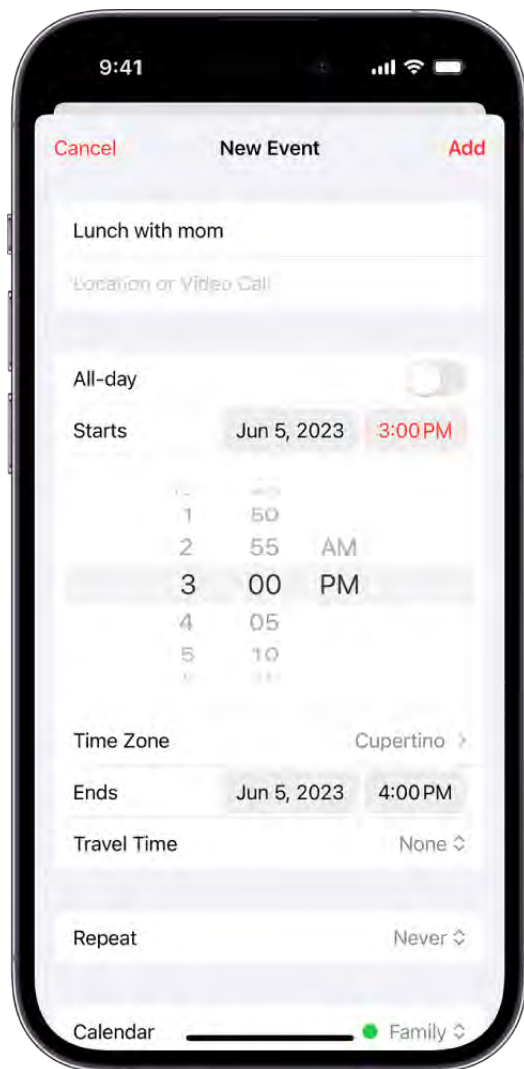 9:41
Cancel New Event Add
Lunch with mom
Location or Video Call
All-day
Starts Jun 5, 2023 3:00 PM
1 50
2 55 AM
3 00 PM
4 05
5 10
Time Zone Cupertino
Ends Jun 5, 2023 4:00 PM
Travel Time None
Repeat Never
Calendar Family